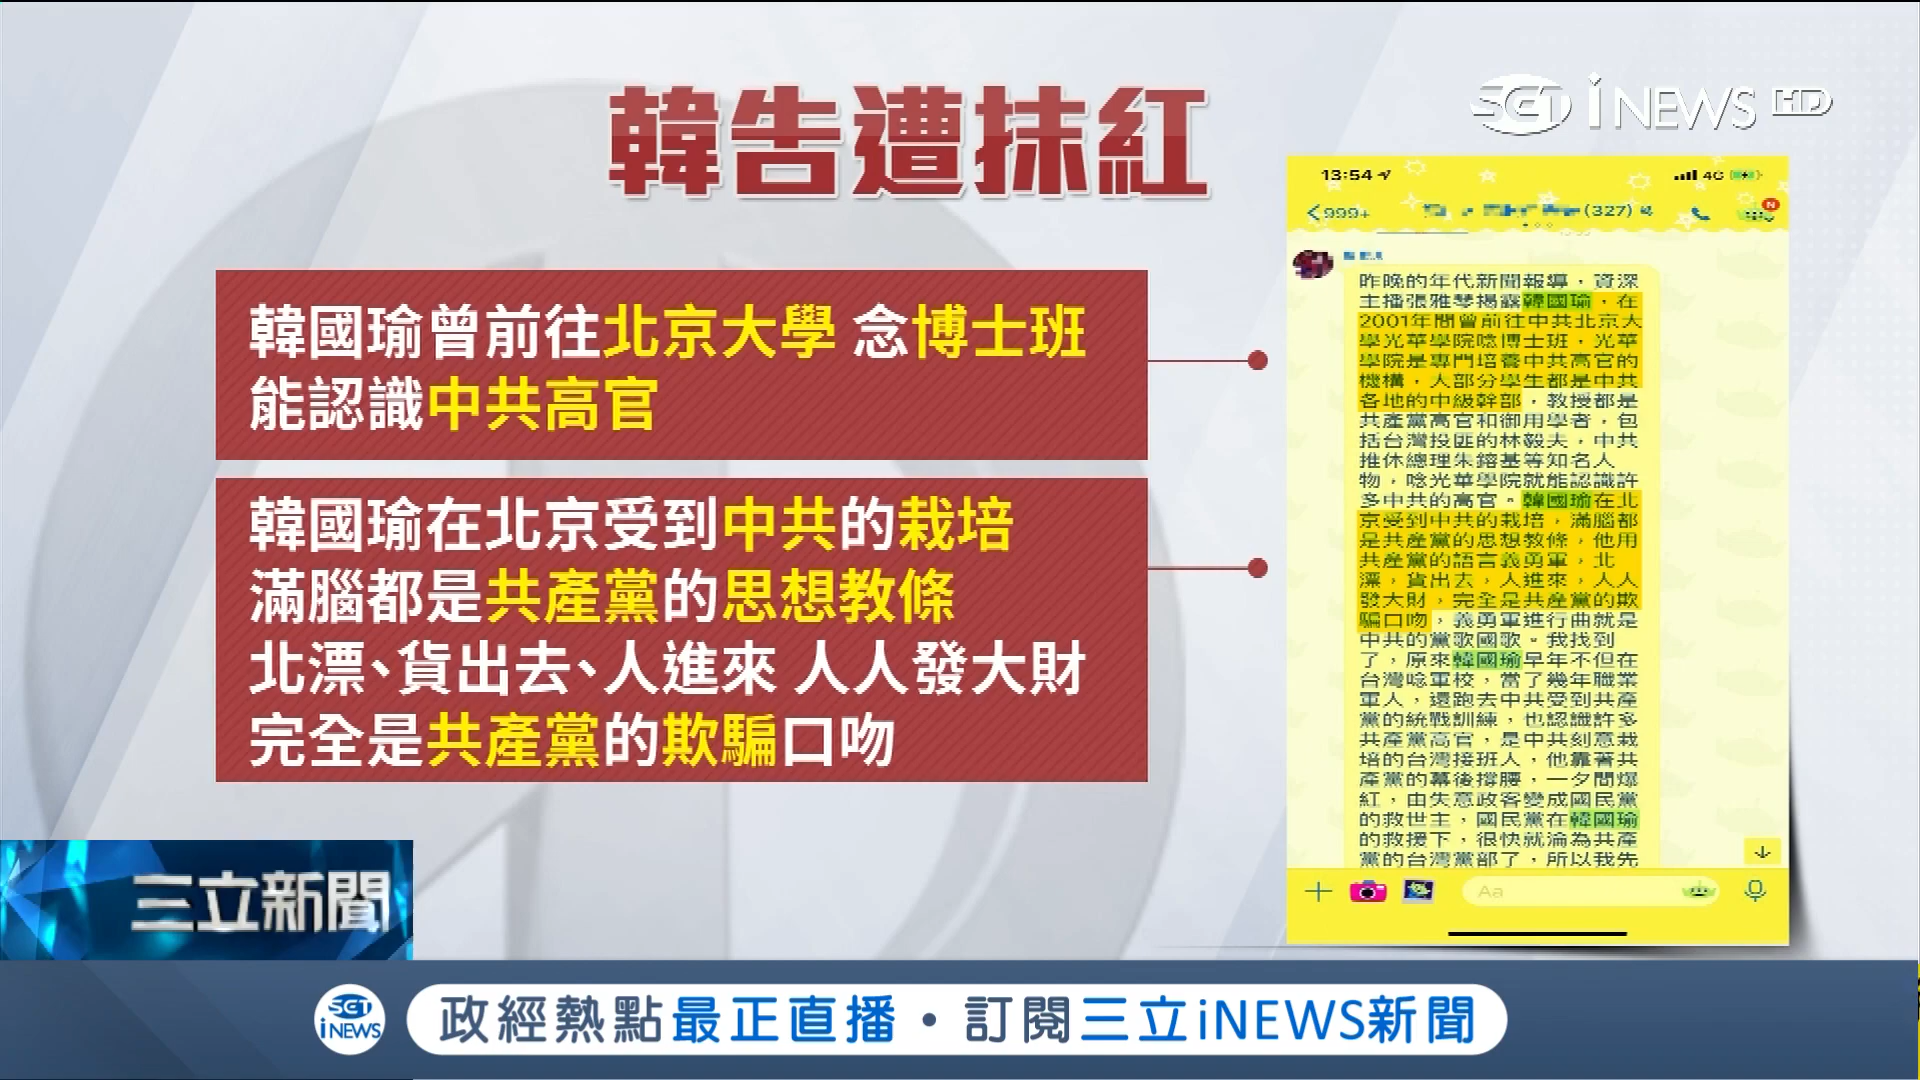 韓告遭抹紅
SET iNEWS HD
韓國瑜曾前往北京大學 念博士班
能認識中共高官
韓國瑜在北京受到中共的栽培
滿腦都是共產黨的思想教條
北漂、貨出去、人進來 人人發大財
完全是共產黨的欺騙口吻
13:54
4G
999+
(327)
N
昨晚的年代新聞報導，資深
主播張雅琴揭露韓國瑜，在
2001年間曾前往中共北京大
學光華學院唸博士班，光華
學院是專門培養中共高官的
機構，大部分學生都是中共
各地的中級幹部，教授都是
共產黨高官和御用學者，包
括台灣投匪的林毅夫，中共
推休總理朱鎔基等知名人
物，唸光華學院就能認識許
多中共的高官。韓國瑜在北
京受到中共的栽培，滿腦都
是共產黨的思想教條，他用
共產黨的語言義勇軍，北
漂，貨出去，人進來，人人
發大財，完全是共產黨的欺
騙口吻，義勇軍進行曲就是
中共的黨歌國歌。我找到
了，原來韓國瑜早年不但在
台灣唸軍校，當了幾年職業
軍人，還跑去中共受到共產
黨的統戰訓練，也認識許多
共產黨高官，是中共刻意栽
培的台灣接班人，他靠著共
產黨的幕後撐腰，一夕間爆
紅，由失意政客變成國民黨
的救世主，國民黨在韓國瑜
的救援下，很快就淪為共產
黨的台灣黨部了，所以我先
Aa
三立新聞
SET iNEWS
政經熱點最正直播・訂閱三立iNEWS新聞